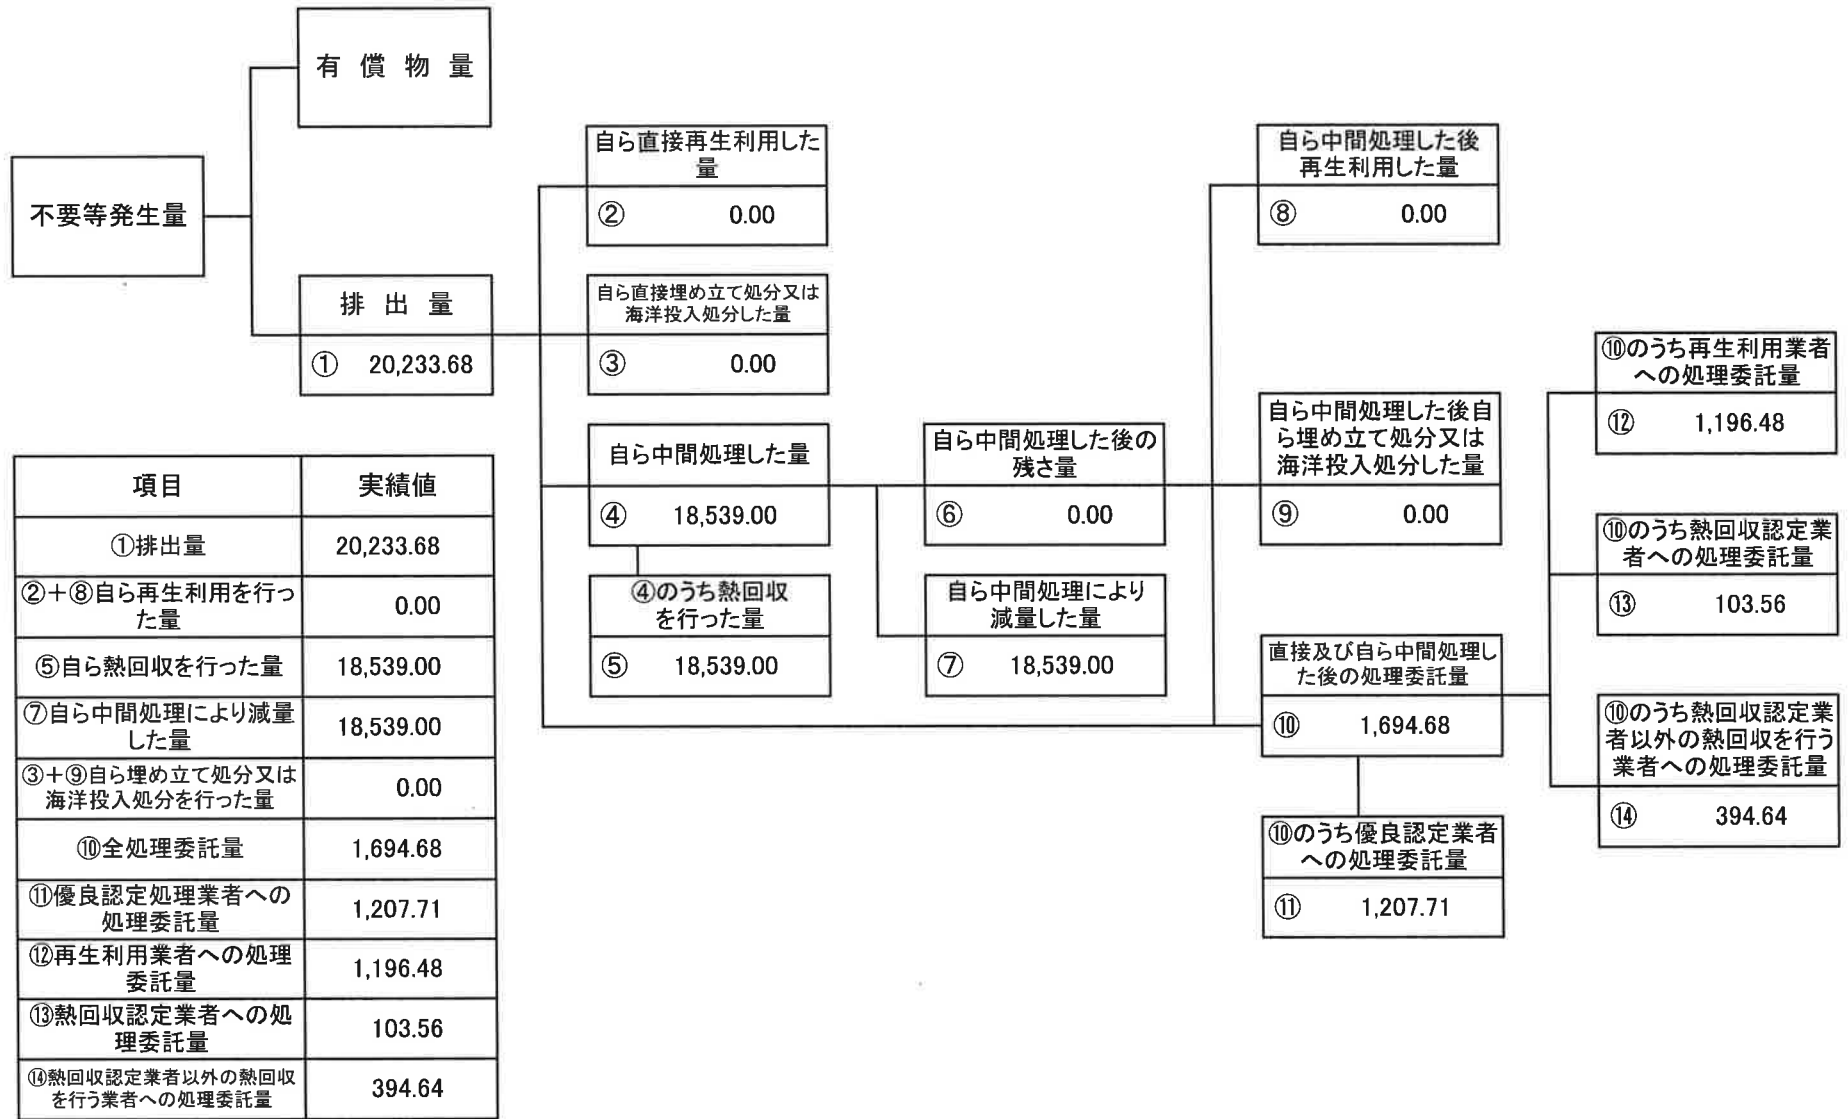 有 償 物 量
不要等発生量
排 出 量
① 20,233.68
自ら直接再生利用した
量
② 0.00
自ら直接埋め立て処分又は
海洋投入処分した量
③ 0.00
自ら中間処理した量
④ 18,539.00
④のうち熱回収
を行った量
⑤ 18,539.00
自ら中間処理した後の
残さ量
⑥ 0.00
自ら中間処理により
減量した量
⑦ 18,539.00
自ら中間処理した後
再生利用した量
⑧ 0.00
自ら中間処理した後自
ら埋め立て処分又は
海洋投入処分した量
⑨ 0.00
直接及び自ら中間処理し
た後の処理委託量
⑩ 1,694.68
⑩のうち優良認定業者
への処理委託量
⑪ 1,207.71
⑩のうち再生利用業者
への処理委託量
⑫ 1,196.48
⑩のうち熱回収認定業
者への処理委託量
⑬ 103.56
⑩のうち熱回収認定業
者以外の熱回収を行う
業者への処理委託量
⑭ 394.64
項目 実績値
①排出量 20,233.68
②+⑧自ら再生利用を行っ
た量 0.00
⑤自ら熱回収を行った量 18,539.00
⑦自ら中間処理により減量
した量 18,539.00
③+⑨自ら埋め立て処分又は
海洋投入処分を行った量 0.00
⑩全処理委託量 1,694.68
⑪優良認定処理業者への
処理委託量 1,207.71
⑫再生利用業者への処理
委託量 1,196.48
⑬熱回収認定業者への処
理委託量 103.56
⑭熱回収認定業者以外の熱回収
を行う業者への処理委託量 394.64